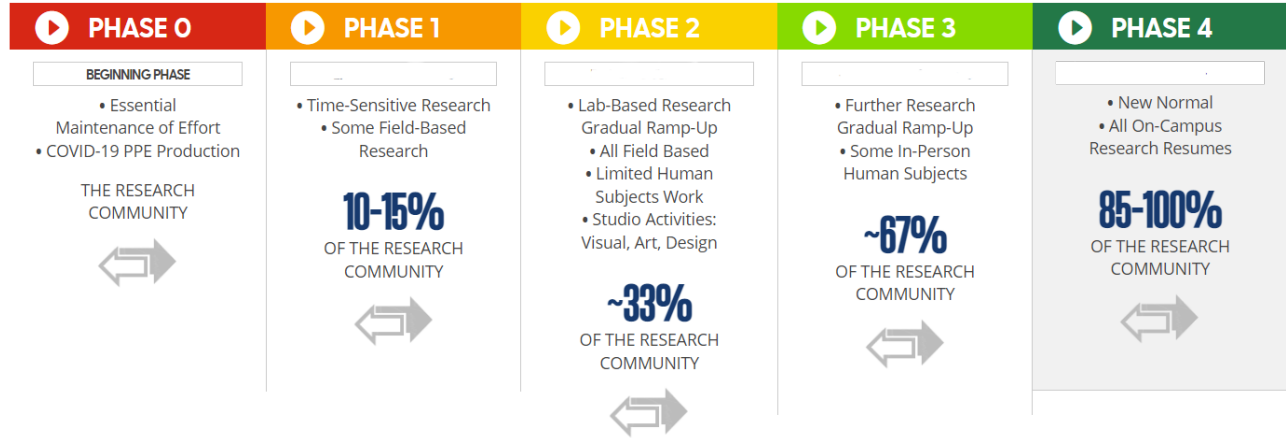 PHASE 0
BEGINNING PHASE
• Essential
Maintenance of Effort
• COVID-19 PPE Production
THE RESEARCH
COMMUNITY
PHASE 1
• Time-Sensitive Research
• Some Field-Based
Research
10-15%
OF THE RESEARCH
COMMUNITY
PHASE 2
• Lab-Based Research
Gradual Ramp-Up
• All Field Based
• Limited Human
Subjects Work
• Studio Activities:
Visual, Art, Design
~33%
OF THE RESEARCH
COMMUNITY
PHASE 3
• Further Research
Gradual Ramp-Up
• Some In-Person
Human Subjects
~67%
OF THE RESEARCH
COMMUNITY
PHASE 4
• New Normal
• All On-Campus
Research Resumes
85-100%
OF THE RESEARCH
COMMUNITY